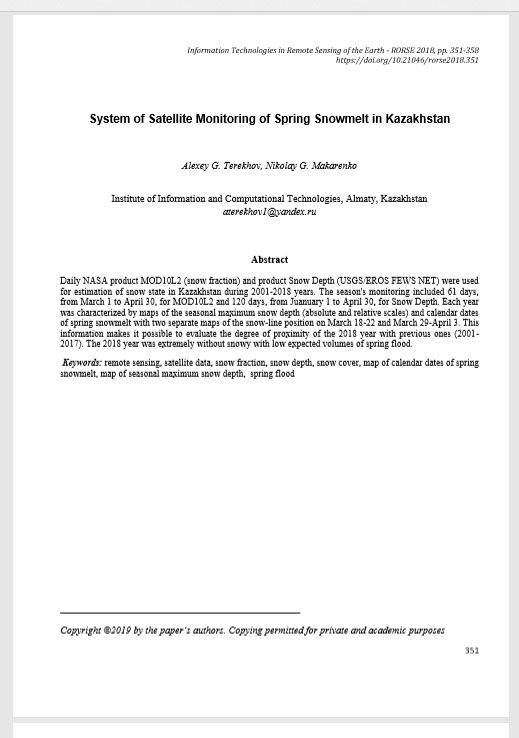 Information Technologies in Remote Sensing of the Earth - RORSE 2018, pp. 351-358
https://doi.org/10.21046/rorse2018.351
System of Satellite Monitoring of Spring Snowmelt in Kazakhstan
Alexey G. Terekhov, Nikolay G. Makarenko
Institute of Information and Computational Technologies, Almaty, Kazakhstan
aterekhov1@yandex.ru
Abstract
Daily NASA product MOD10L2 (snow fraction) and product Snow Depth (USGS/EROS FEWS NET) were used
for estimation of snow state in Kazakhstan during 2001-2018 years. The season's monitoring included 61 days,
from March 1 to April 30, for MOD10L2 and 120 days, from Juanuary 1 to April 30, for Snow Depth. Each year
was characterized by maps of the seasonal maximum snow depth (absolute and relative scales) and calendar dates
of spring snowmelt with two separate maps of the snow-line position on March 18-22 and March 29-April 3. This
information makes it possible to evaluate the degree of proximity of the 2018 year with previous ones (2001-
2017). The 2018 year was extremely without snowy with low expected volumes of spring flood.
Keywords: remote sensing, satellite data, snow fraction, snow depth, snow cover, map of calendar dates of spring
snowmelt, map of seasonal maximum snow depth, spring flood
Copyright ©2019 by the paper's authors. Copying permitted for private and academic purposes
351